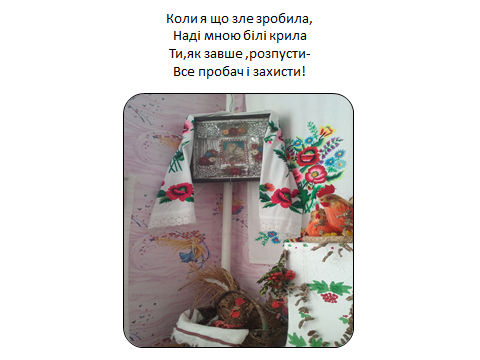 Коли я що зле зробила,
Наді мною білі крила
Ти,як завше ,розпусти-
Все пробач і захисти!